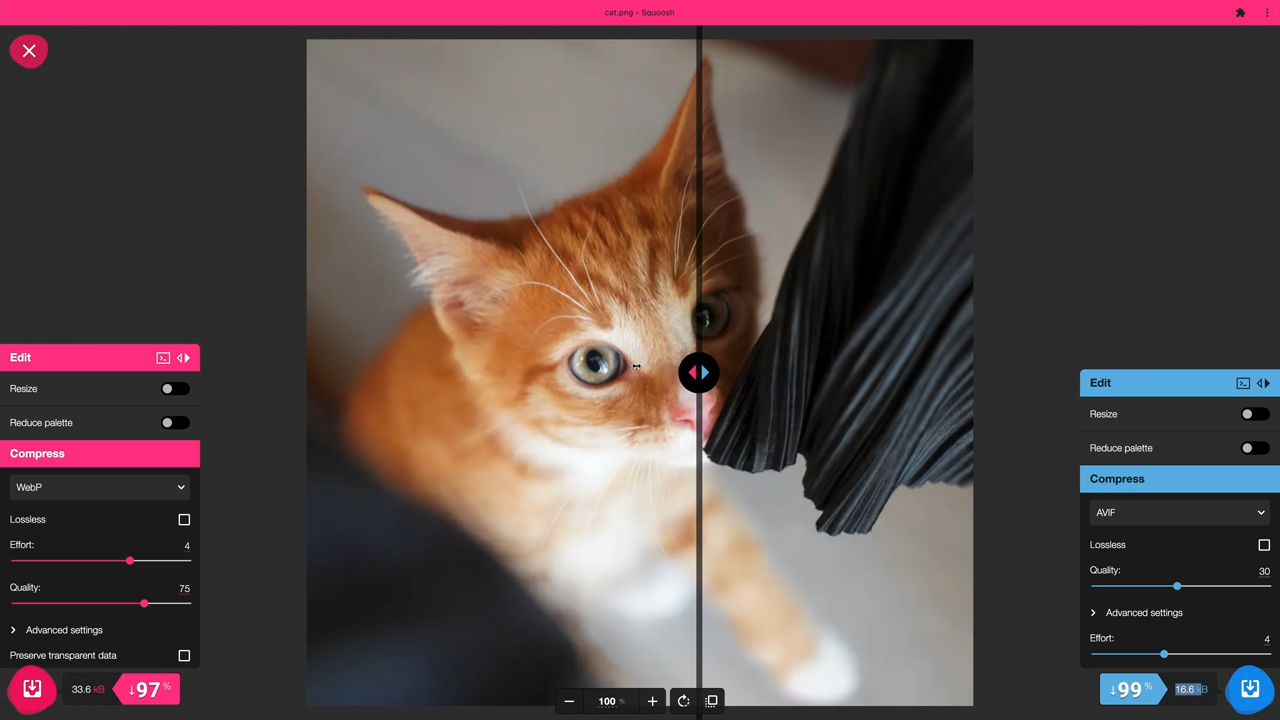 cat.png - Squoosh
Edit
Resize
Reduce palette
Compress
WebP
Lossless
Effort: 4
Quality: 75
Advanced settings
Preserve transparent data
33.6 kB
↓97 %
100 %
Edit
Resize
Reduce palette
Compress
AVIF
Lossless
Quality: 30
Advanced settings
Effort: 4
↓99 %
16.6 kB